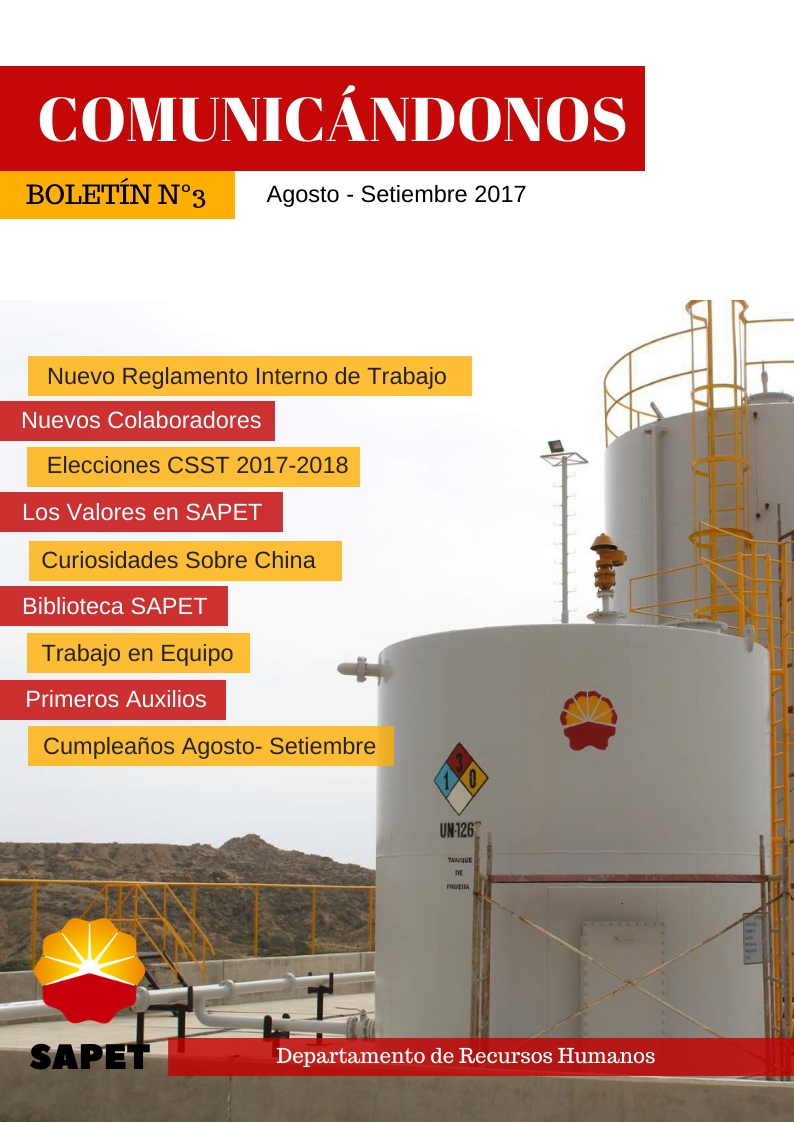 COMUNICÁNDONOS
BOLETÍN N°3
Agosto - Setiembre 2017
Nuevo Reglamento Interno de Trabajo
Nuevos Colaboradores
Elecciones CSST 2017-2018
Los Valores en SAPET
Curiosidades Sobre China
Biblioteca SAPET
Trabajo en Equipo
Primeros Auxilios
Cumpleaños Agosto- Setiembre
3
1 0
UN-1267
TANQUE
DE
PRUEBA
SAPET
Departamento de Recursos Humanos